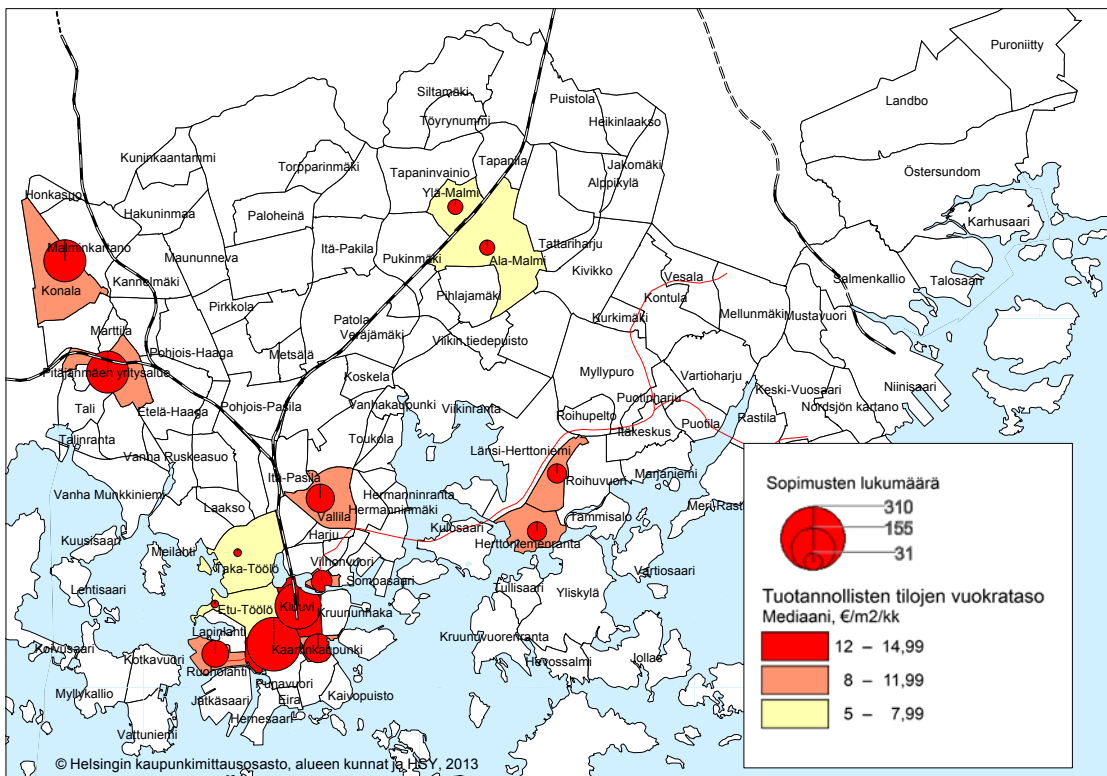 Puroniitty
Landbo
Siltamäki
Puistola
Töyrynummi
Heikinlaakso
Kuninkaantammi
Torpparinmäki
Tapaninvainio
Tapanila
Jakomäki
Alppikylä
Östersundom
Honkasuo
Ylä-Malmi
Hakuninmaa
Paloheinä
Karhusaari
Malminkartano
Maununneva
Itä-Pakila
Pukinmäki
Ala-Malmi
Tattariharju
Kivikko
Vesala
Salmenkallio
Talosaari
Konala
Kannelmäki
Pihlajamäki
Kontula
Mellunmäki
Mustavuori
Pirkkola
Patola
Kurkimäki
Marttila
Veräjämäki
Viikin tiedepuisto
Pohjois-Haaga
Metsälä
Pitäjänmäen yritysalue
Koskela
Myllypuro
Vartioharju
Keski-Vuosaari
Niinisaari
Tali
Etelä-Haaga
Pohjois-Pasila
Vanhakaupunki
Viikinranta
Puotinharju
Nordsjön kartano
Roihupelto
Puotila
Rastila
Talinranta
Toukola
Itäkeskus
Vanha Ruskeasuo
Länsi-Herttoniemi
Itä-Pasila
Roihuvuori
Marjaniemi
Vanha Munkkiniemi
Hermanninranta
Meri-Rast
Laakso
Vallila
Hermanninmäki
Tammisalo
Kuusisaari
Harju
Kulosaari
Herttoniemenranta
Meilahti
Taka-Töölö
Vilhonvuori
Sompasaari
Vartiosaari
Lehtisaari
Tullisaari
Yliskylä
Etu-Töölö
Kluuvi
Kruununhaka
Kruunuvuorenranta
Lapinlahti
Kaartinkaupunki
Koivusaari
Kotkavuori
Ruoholahti
Hevossalmi
Jollas
Myllykallio
Jätkäsaari
Punavuori
Eira
Kaivopuisto
Hernesaari
Vattuniemi
Sopimusten lukumäärä
310
155
31
Tuotannollisten tilojen vuokrataso
Mediaani, €/m2/kk
12 – 14,99
8 – 11,99
5 – 7,99
© Helsingin kaupunkimittausosasto, alueen kunnat ja HSY, 2013